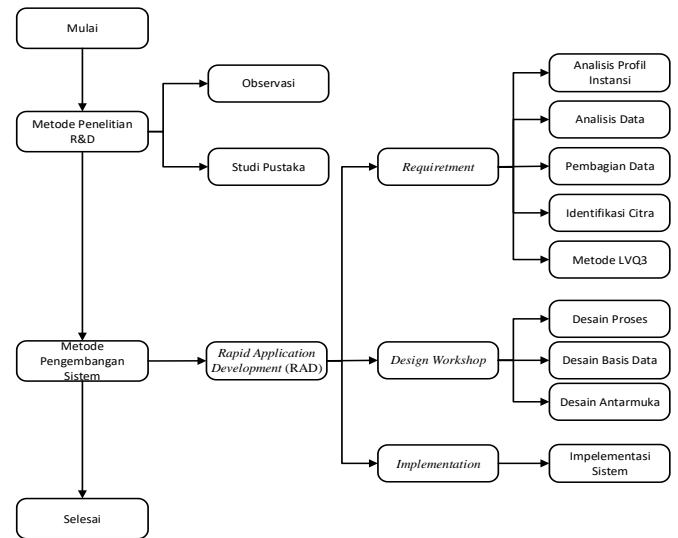 Mulai
Metode Penelitian
R&D
Observasi
Studi Pustaka
Metode
Pengembangan
Sistem
Rapid Application
Development (RAD)
Requiretment
Analisis Profil
Instansi
Analisis Data
Pembagian Data
Identifikasi Citra
Metode LVQ3
Design Workshop
Desain Proses
Desain Basis Data
Desain Antarmuka
Implementation
Impelementasi
Sistem
Selesai